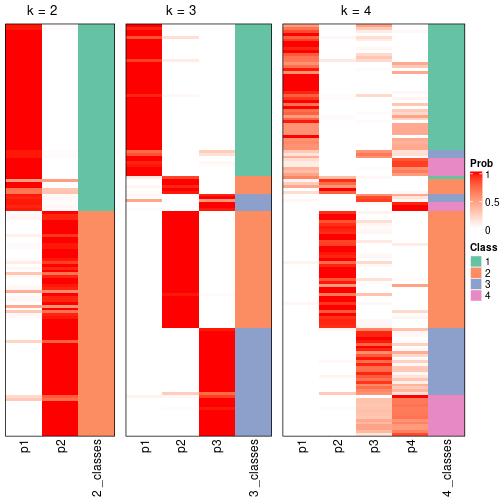 k = 2
k = 3
k = 4
p1
p2
2_classes
p1
p2
p3
3_classes
p1
p2
p3
p4
4_classes
Prob
1
0.5
0
Class
1
2
3
4